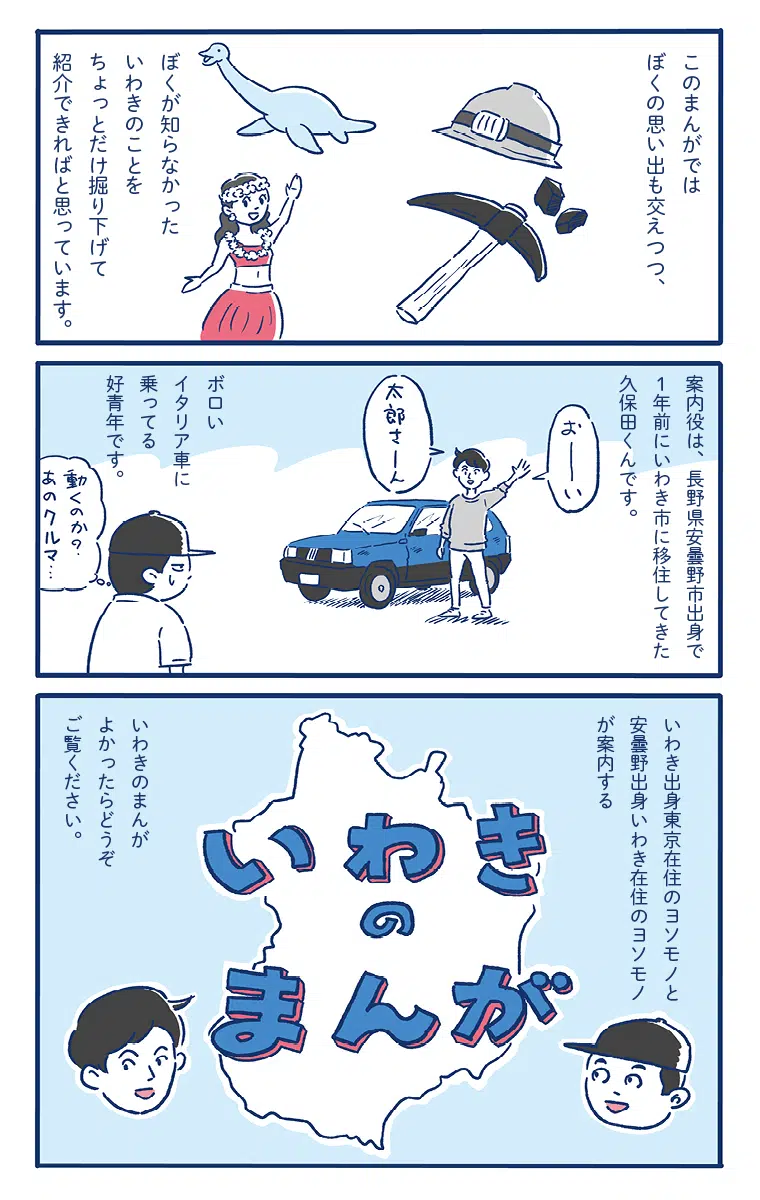 このまんがでは
ぼくの思い出も交えつつ、
ぼくが知らなかった
いわきのことを
ちょっとだけ掘り下げて
紹介できればと思っています。
案内役は、長野県安曇野市出身で
1年前にいわき市に移住してきた
久保田くんです。
おーい
太郎さーん
ボロい
イタリア車に
乗ってる
好青年です。
動くのか?
あのクルマ…
いわき出身東京在住のヨソモノと
安曇野出身いわき在住のヨソモノ
が案内する
いわき
の
まんが
いわきのまんが
よかったらどうぞ
ご覧ください。